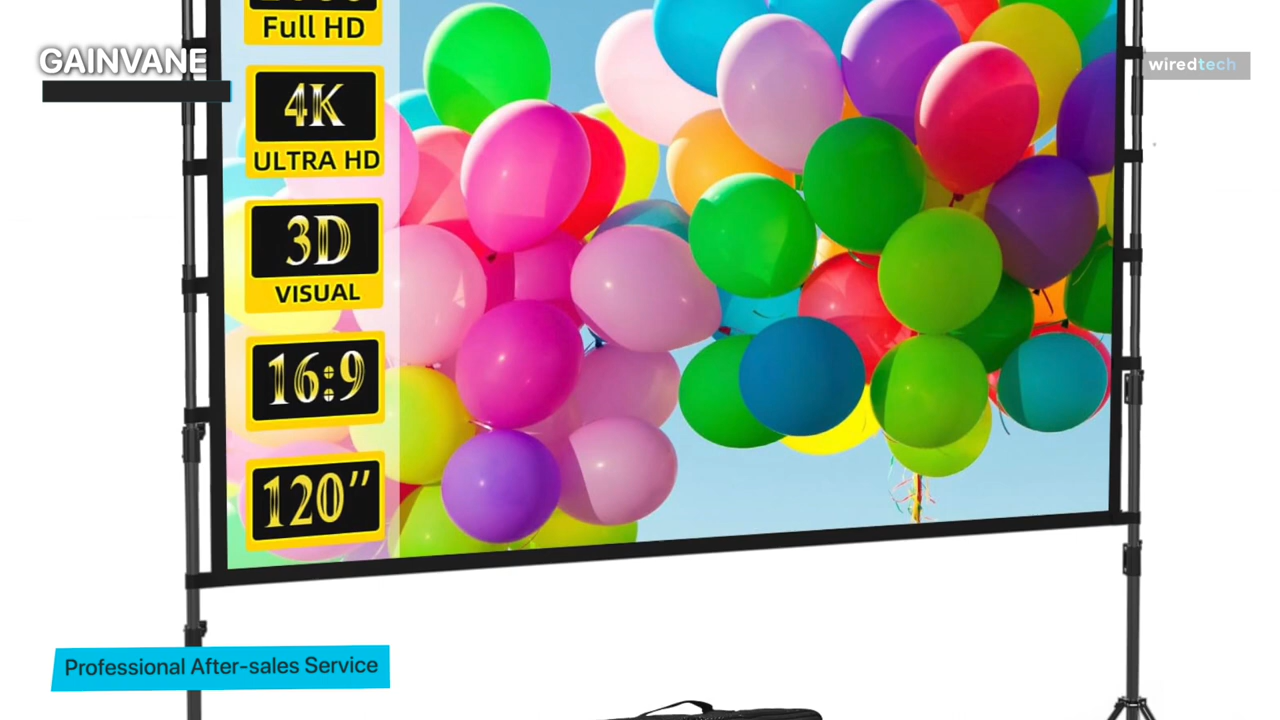 Full HD
GAINVANE
wiredtech
4K
ULTRA HD
3D
VISUAL
16:9
120"
Professional After-sales Service